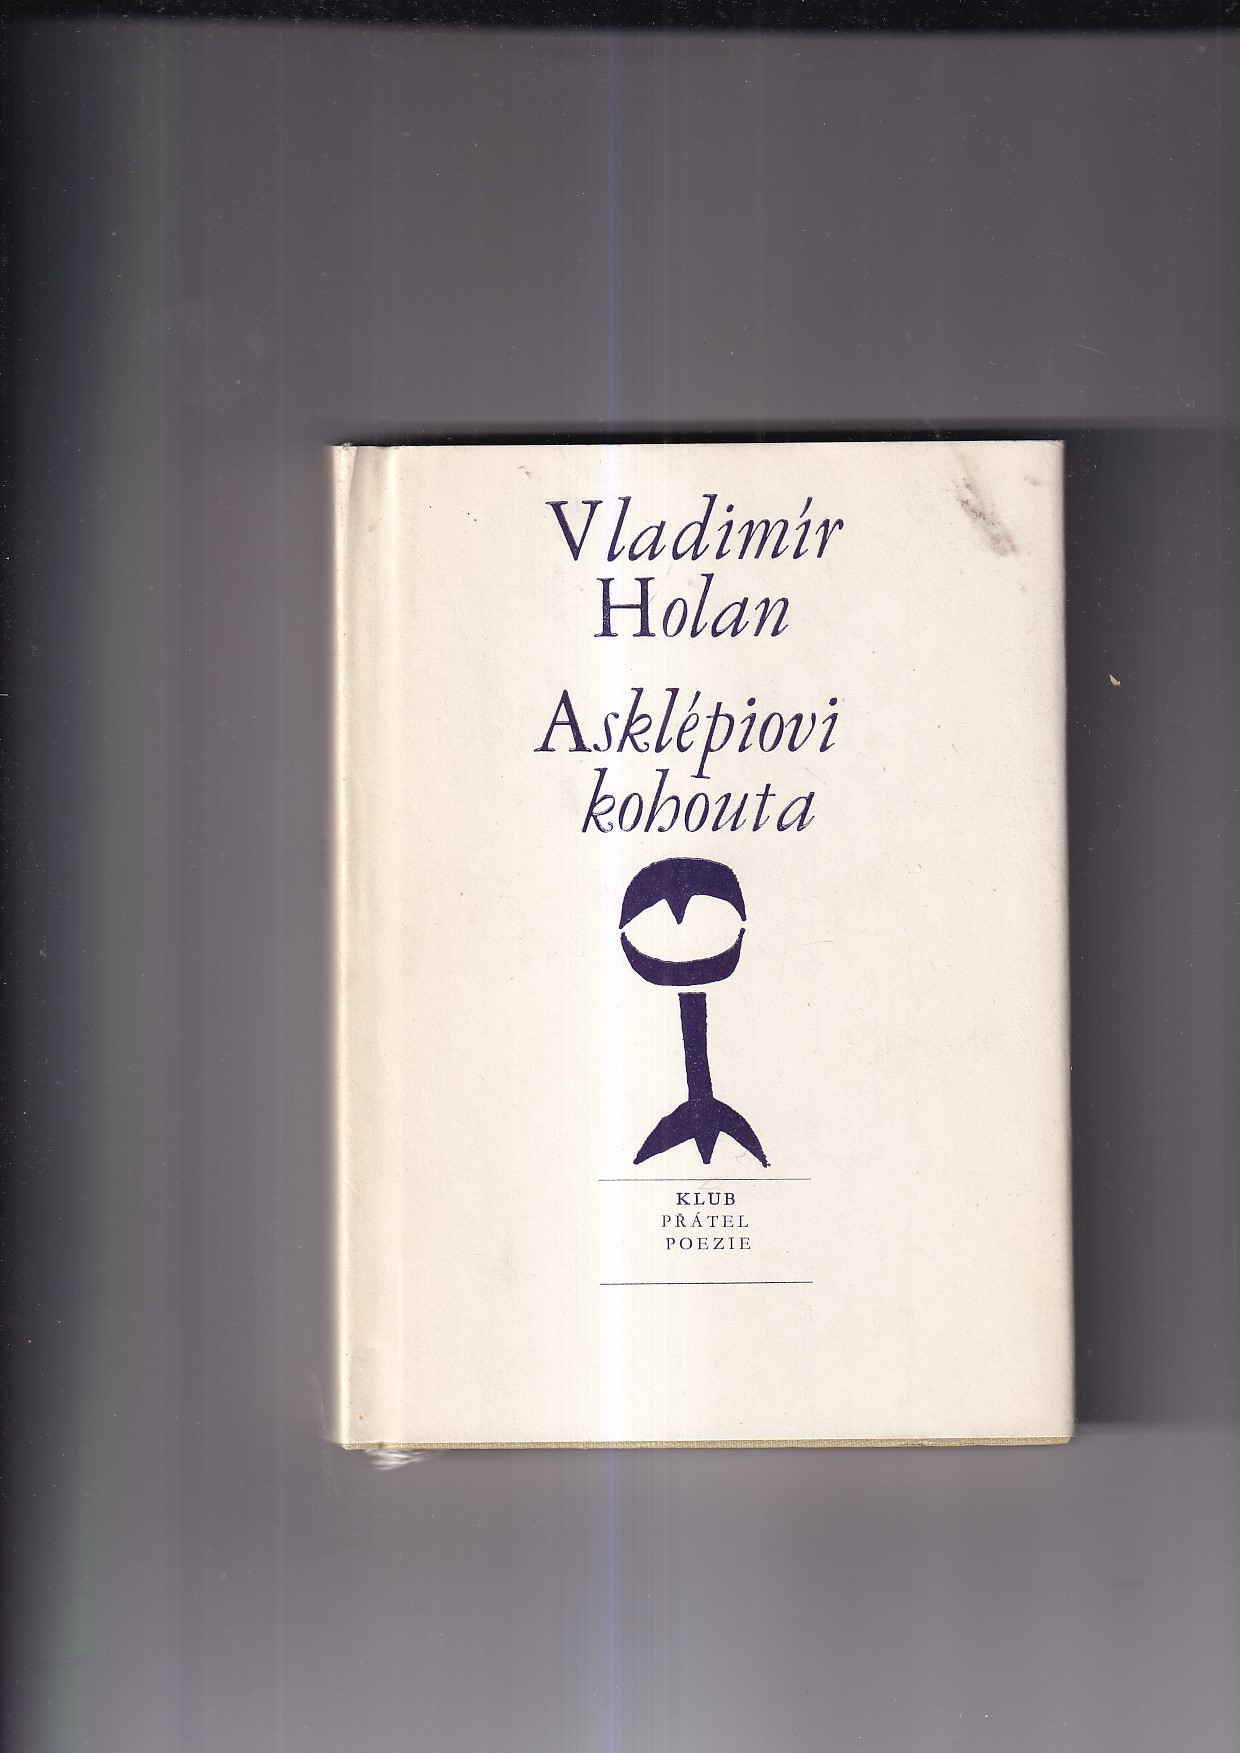 Vladimír
Holan
Asklépiovi
kohouta
KLUB
PŘÁTEL
POEZIE